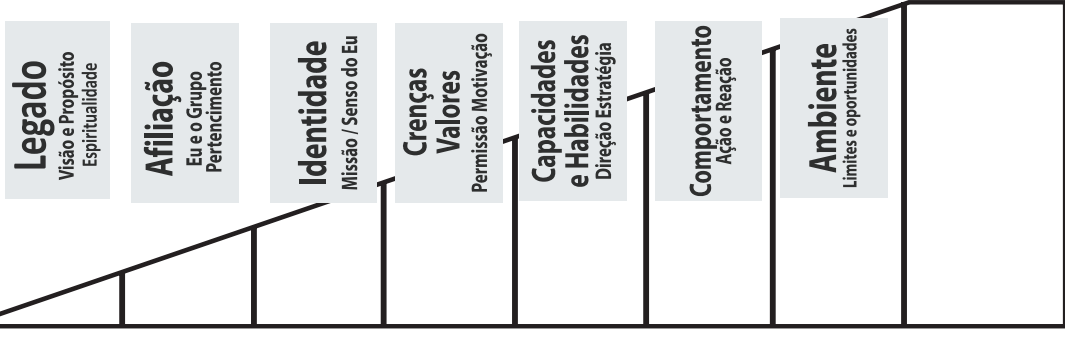 Legado
Visão e Propósito
Espiritualidade
Afiliação
Eu e o Grupo
Pertencimento
Identidade
Missão / Senso do Eu
Crenças
Valores
Permissão Motivação
Capacidades
e Habilidades
Direção Estratégia
Comportamento
Ação e Reação
Ambiente
Limites e oportunidades